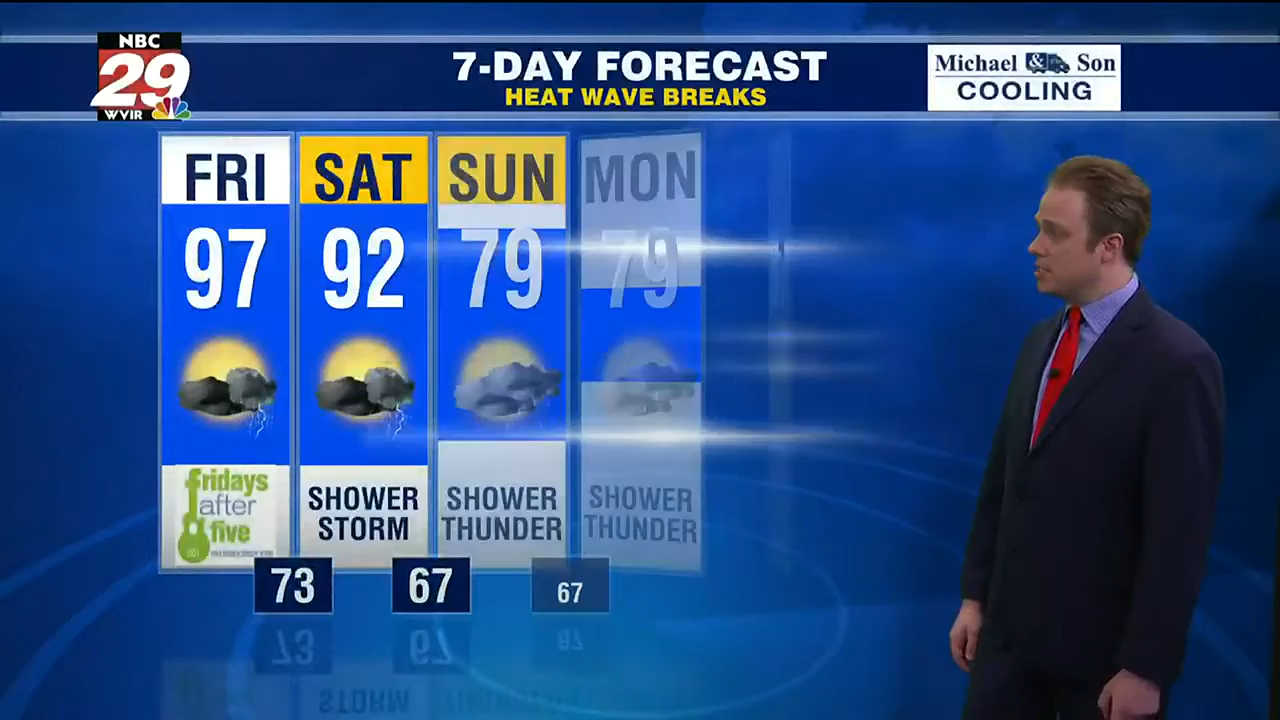 NBC
29
WVIR
7-DAY FORECAST
HEAT WAVE BREAKS
Michael & Son
COOLING
FRI
SAT
SUN
MON
97
92
79
79
fridays
after
five
SHOWER
STORM
SHOWER
THUNDER
SHOWER
THUNDER
73
67
67